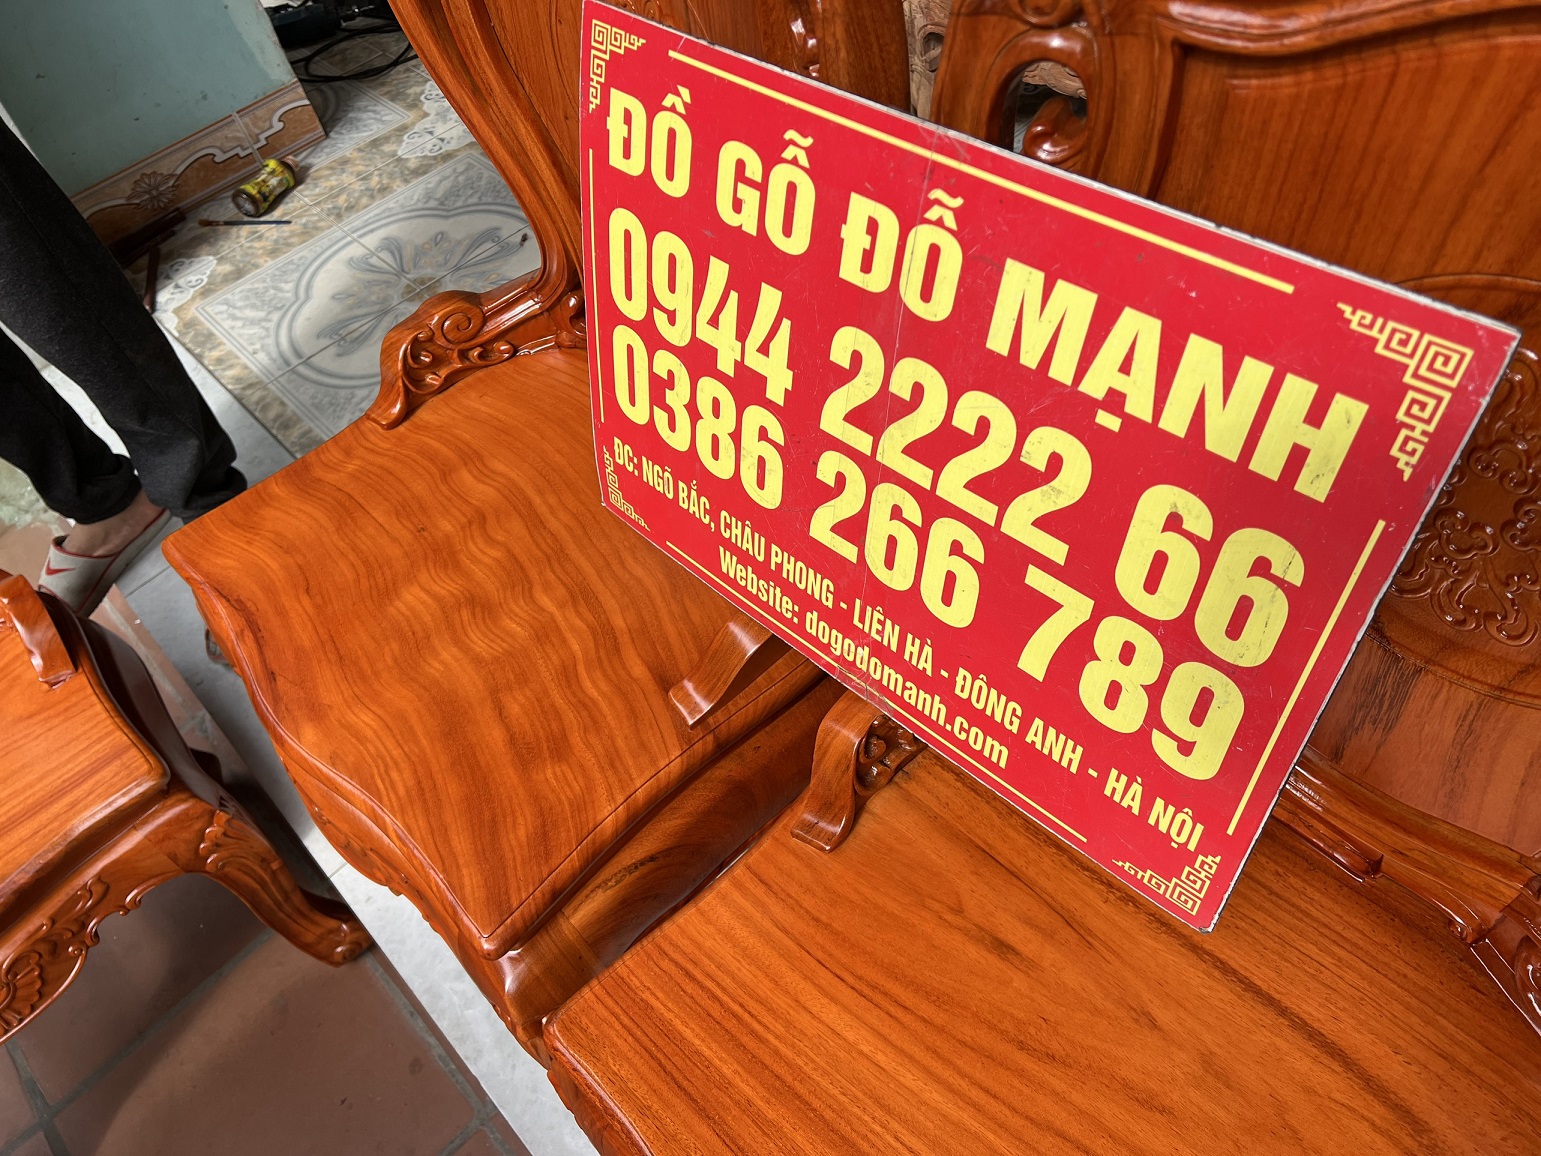 ĐỒ GỖ ĐỖ MẠNH
0944 2222 66
0386 266 789
ĐC: NGÕ BẮC, CHÂU PHONG - LIÊN HÀ - ĐÔNG ANH - HÀ NỘI
Website: dogodomanh.com